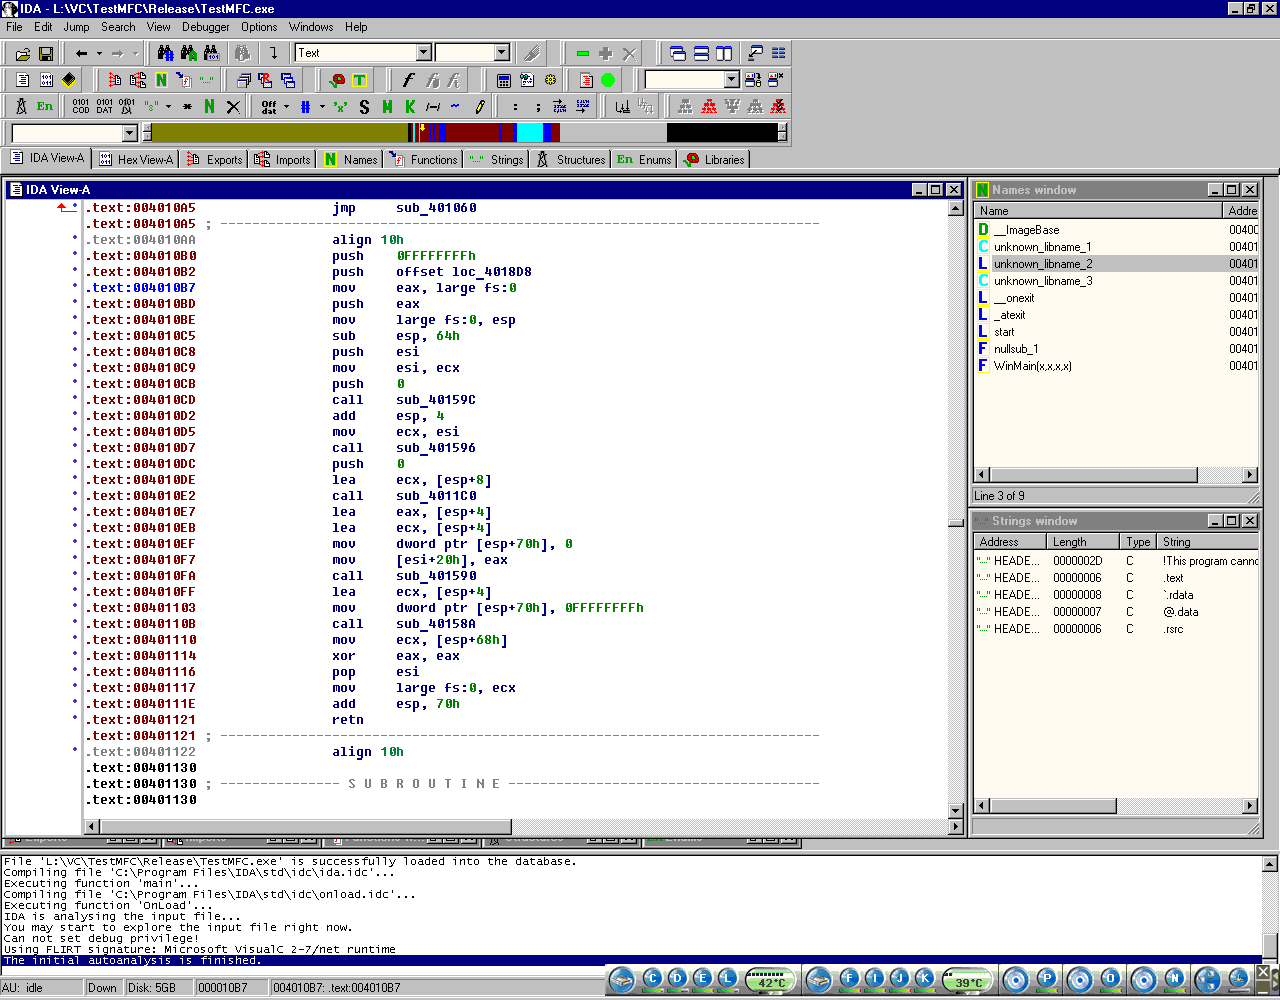 IDA - L:\VC\TestMFC\Release\TestMFC.exe
File Edit Jump Search View Debugger Options Windows Help
Text
En
0101 COD 0101 DAT "s" * N Off dat # 'x' S M K : ;
IDA View-A Hex View-A Exports Imports N Names Functions Strings Structures En Enums Libraries
IDA View-A
.text:004010A5 jmp sub_401060
.text:004010A5 ; ---------------------------------------------------------------------------
.text:004010AA align 10h
.text:004010B0 push 0FFFFFFFFh
.text:004010B2 push offset loc_4018D8
.text:004010B7 mov eax, large fs:0
.text:004010BD push eax
.text:004010BE mov large fs:0, esp
.text:004010C5 sub esp, 64h
.text:004010C8 push esi
.text:004010C9 mov esi, ecx
.text:004010CB push 0
.text:004010CD call sub_40159C
.text:004010D2 add esp, 4
.text:004010D5 mov ecx, esi
.text:004010D7 call sub_401596
.text:004010DC push 0
.text:004010DE lea ecx, [esp+8]
.text:004010E2 call sub_4011C0
.text:004010E7 lea eax, [esp+4]
.text:004010EB lea ecx, [esp+4]
.text:004010EF mov dword ptr [esp+70h], 0
.text:004010F7 mov [esi+20h], eax
.text:004010FA call sub_401590
.text:004010FF lea ecx, [esp+4]
.text:00401103 mov dword ptr [esp+70h], 0FFFFFFFFh
.text:0040110B call sub_40158A
.text:00401110 mov ecx, [esp+68h]
.text:00401114 xor eax, eax
.text:00401116 pop esi
.text:00401117 mov large fs:0, ecx
.text:0040111E add esp, 70h
.text:00401121 retn
.text:00401121 ; ---------------------------------------------------------------------------
.text:00401122 align 10h
.text:00401130
.text:00401130 ; --------------- S U B R O U T I N E ---------------------------------------
.text:00401130
N Names window
Name Addre
D __ImageBase 0040C
C unknown_libname_1 00401
L unknown_libname_2 00401
C unknown_libname_3 00401
L __onexit 00401
L _atexit 00401
L start 00401
F nullsub_1 00401
F WinMain(x,x,x,x) 00401
Line 3 of 9
Strings window
Address Length Type String
HEADE... 0000002D C !This program canno
HEADE... 00000006 C .text
HEADE... 00000008 C `.rdata
HEADE... 00000007 C @.data
HEADE... 00000006 C .rsrc
File 'L:\VC\TestMFC\Release\TestMFC.exe' is successfully loaded into the database.
Compiling file 'C:\Program Files\IDA\std\idc\ida.idc'...
Executing function 'main'...
Compiling file 'C:\Program Files\IDA\std\idc\onload.idc'...
Executing function 'OnLoad'...
IDA is analysing the input file...
You may start to explore the input file right now.
Can not set debug privilege!
Using FLIRT signature: Microsoft VisualC 2-7/net runtime
The initial autoanalysis is finished.
AU: idle Down Disk: 5GB 000010B7 004010B7: .text:004010B7
C D E L 42°C F I J K 39°C P O N